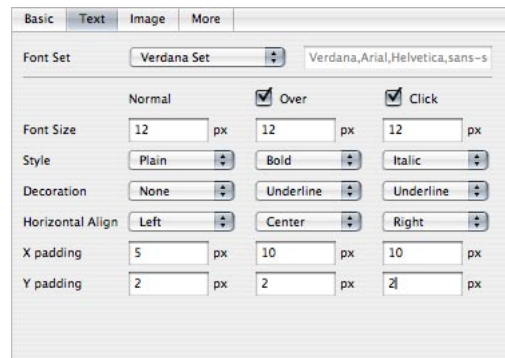 Basic Text Image More
Font Set Verdana Set Verdana,Arial,Helvetica,sans-s
Normal Over Click
Font Size 12 px 12 px 12 px
Style Plain Bold Italic
Decoration None Underline Underline
Horizontal Align Left Center Right
X padding 5 px 10 px 10 px
Y padding 2 px 2 px 2 px